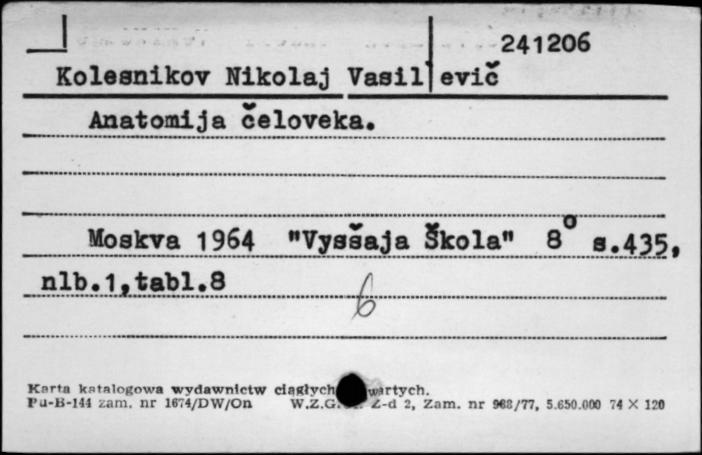 241206
Kolesnikov Nikolaj Vasil'evič
Anatomija čeloveka.
Moskva 1964 "Vysšaja Škola" 8° s.435,
nlb.1,tabl.8
6
Karta katalogowa wydawnictw ciągłych
Pu-B-144 zam. nr 1674/DW/On W.Z.G. Z-d 2, Zam. nr 968/77, 5.650.000 74 X 120